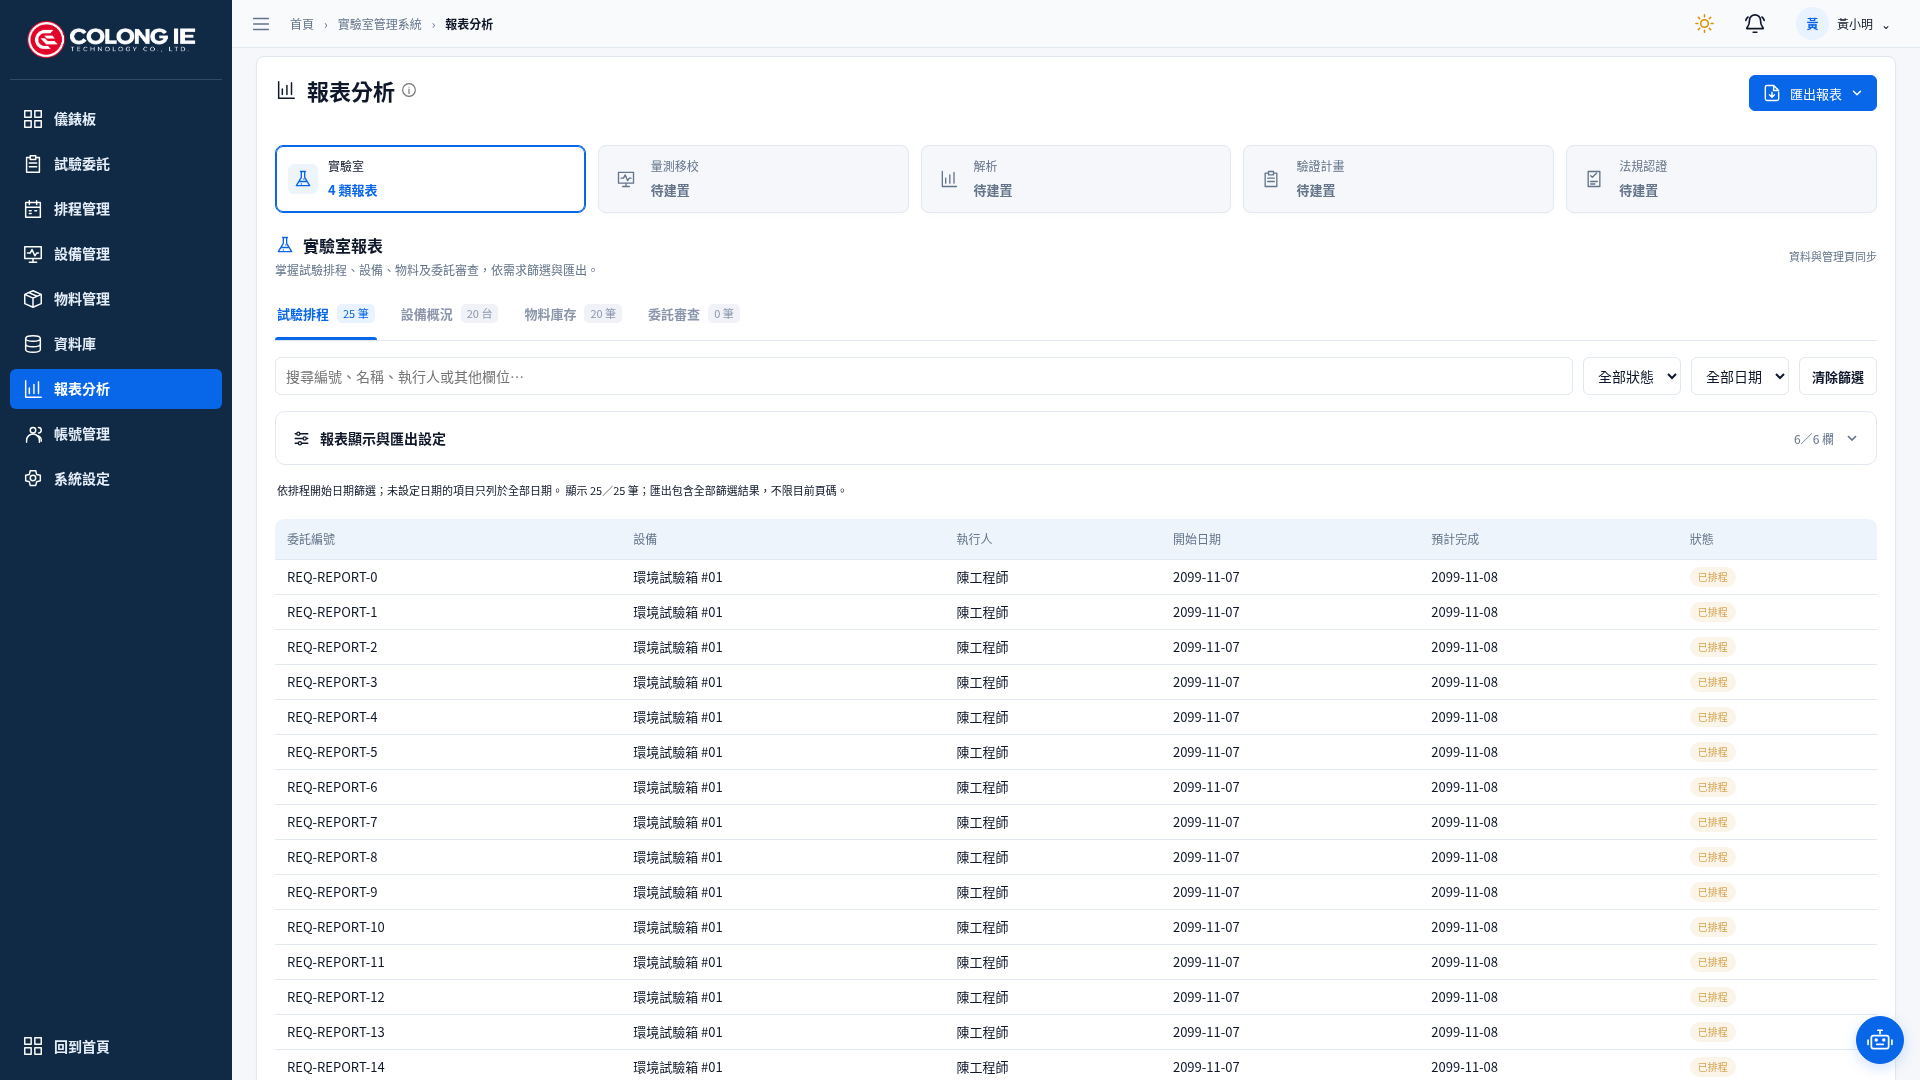 COLONG IE
TECHNOLOGY CO., LTD.
儀錶板
試驗委託
排程管理
設備管理
物料管理
資料庫
報表分析
帳號管理
系統設定
回到首頁
首頁 › 實驗室管理系統 › 報表分析
黃 黃小明
報表分析
匯出報表
實驗室
4 類報表
量測移校
待建置
解析
待建置
驗證計畫
待建置
法規認證
待建置
實驗室報表
掌握試驗排程、設備、物料及委託審查，依需求篩選與匯出。
資料與管理頁同步
試驗排程 25 筆 設備概況 20 台 物料庫存 20 筆 委託審查 0 筆
搜尋編號、名稱、執行人或其他欄位⋯
全部狀態 全部日期 清除篩選
報表顯示與匯出設定
6／6 欄
依排程開始日期篩選；未設定日期的項目只列於全部日期。 顯示 25／25 筆；匯出包含全部篩選結果，不限目前頁碼。
委託編號 設備 執行人 開始日期 預計完成 狀態
REQ-REPORT-0 環境試驗箱 #01 陳工程師 2099-11-07 2099-11-08 已排程
REQ-REPORT-1 環境試驗箱 #01 陳工程師 2099-11-07 2099-11-08 已排程
REQ-REPORT-2 環境試驗箱 #01 陳工程師 2099-11-07 2099-11-08 已排程
REQ-REPORT-3 環境試驗箱 #01 陳工程師 2099-11-07 2099-11-08 已排程
REQ-REPORT-4 環境試驗箱 #01 陳工程師 2099-11-07 2099-11-08 已排程
REQ-REPORT-5 環境試驗箱 #01 陳工程師 2099-11-07 2099-11-08 已排程
REQ-REPORT-6 環境試驗箱 #01 陳工程師 2099-11-07 2099-11-08 已排程
REQ-REPORT-7 環境試驗箱 #01 陳工程師 2099-11-07 2099-11-08 已排程
REQ-REPORT-8 環境試驗箱 #01 陳工程師 2099-11-07 2099-11-08 已排程
REQ-REPORT-9 環境試驗箱 #01 陳工程師 2099-11-07 2099-11-08 已排程
REQ-REPORT-10 環境試驗箱 #01 陳工程師 2099-11-07 2099-11-08 已排程
REQ-REPORT-11 環境試驗箱 #01 陳工程師 2099-11-07 2099-11-08 已排程
REQ-REPORT-12 環境試驗箱 #01 陳工程師 2099-11-07 2099-11-08 已排程
REQ-REPORT-13 環境試驗箱 #01 陳工程師 2099-11-07 2099-11-08 已排程
REQ-REPORT-14 環境試驗箱 #01 陳工程師 2099-11-07 2099-11-08 已排程